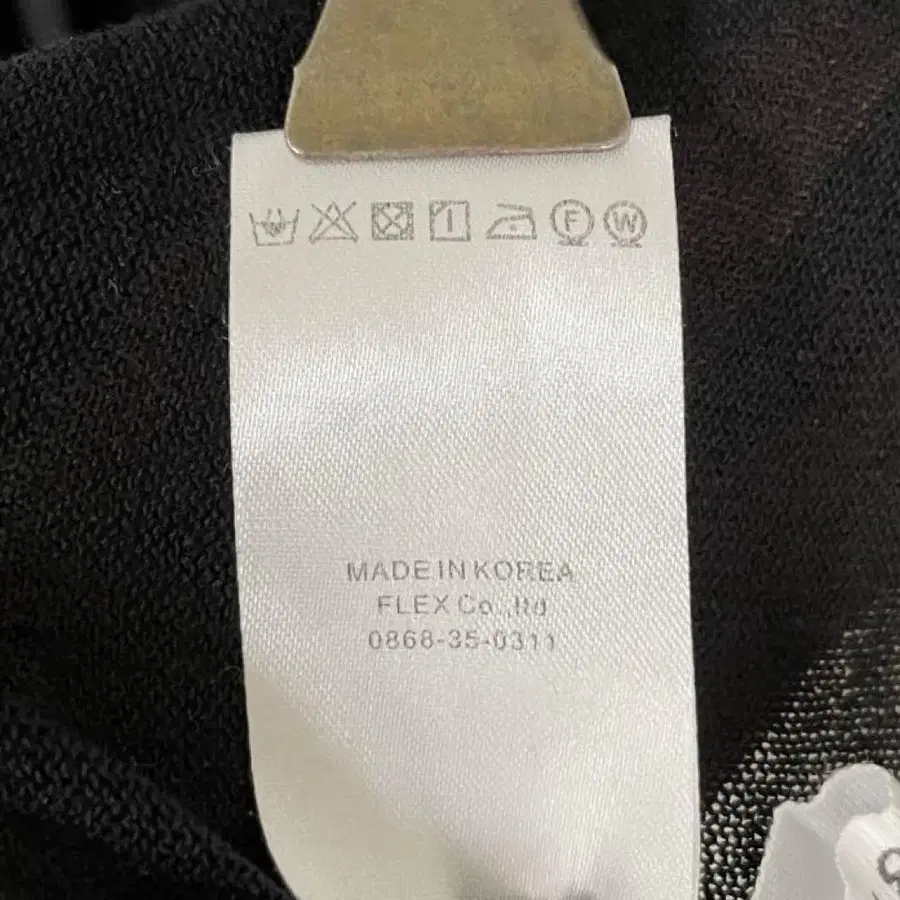 F W
MADE IN KOREA
FLEX Co.,ltd
0868-35-0311